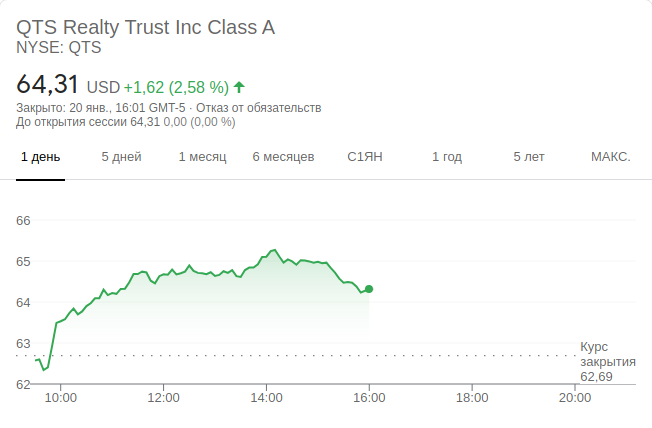 QTS Realty Trust Inc Class A
NYSE: QTS
64,31 USD +1,62 (2,58 %)
Закрыто: 20 янв., 16:01 GMT-5 · Отказ от обязательств
До открытия сессии 64,31 0,00 (0,00 %)
1 день 5 дней 1 месяц 6 месяцев С1ЯН 1 год 5 лет МАКС.
66
65
64
63
62
Курс
закрытия
62,69
10:00 12:00 14:00 16:00 18:00 20:00